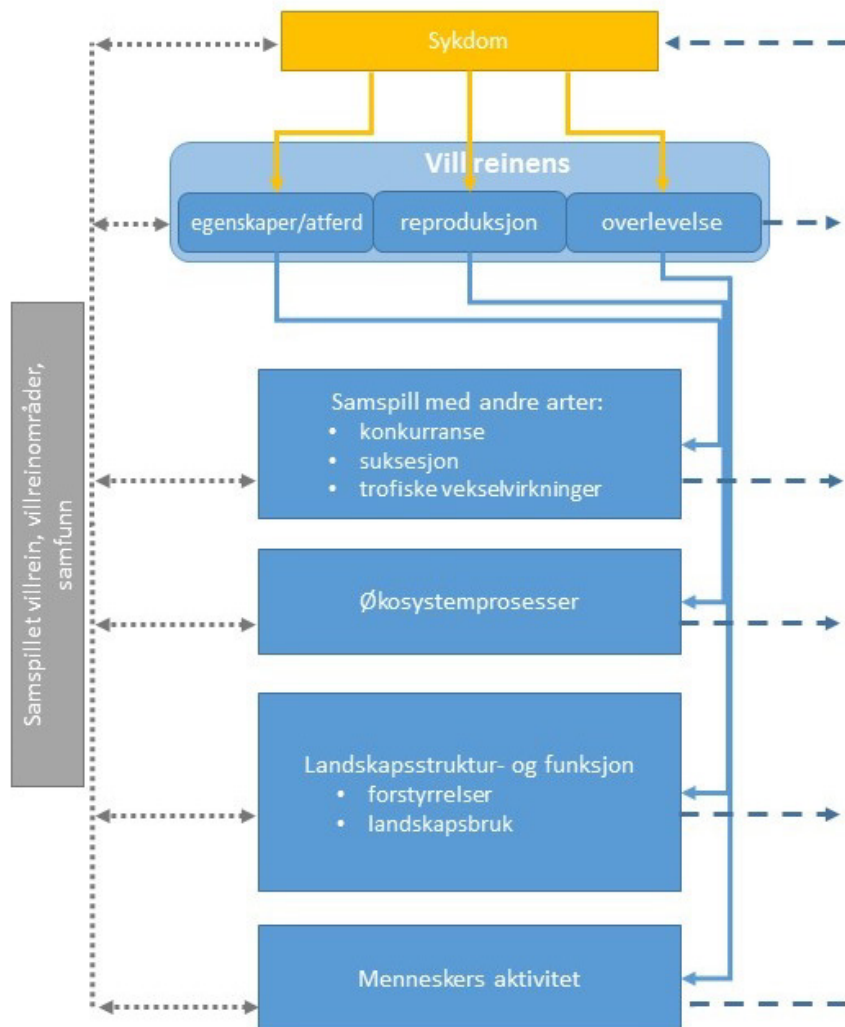 Sykdom
Villreinens
egenskaper/atferd
reproduksjon
overlevelse
Samspillet villrein, villreinområder,
samfunn
Samspill med andre arter:
• konkurranse
• suksesjon
• trofiske vekselvirkninger
Økosystemprosesser
Landskapsstruktur- og funksjon
• forstyrrelser
• landskapsbruk
Menneskers aktivitet